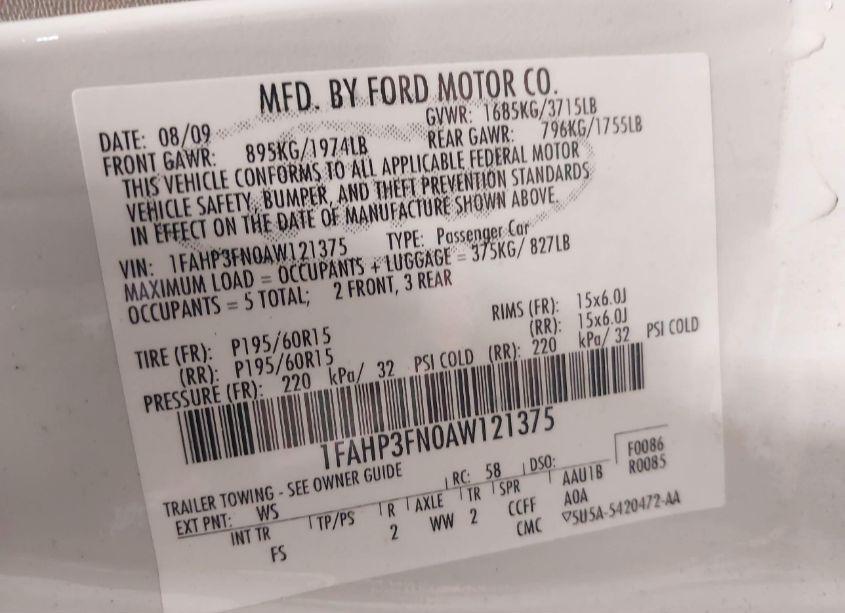 MFD. BY FORD MOTOR CO.
DATE: 08/09 GVWR: 1685KG/3715LB
FRONT GAWR: 895KG/1974LB REAR GAWR: 796KG/1755LB
THIS VEHICLE CONFORMS TO ALL APPLICABLE FEDERAL MOTOR
VEHICLE SAFETY, BUMPER, AND THEFT PREVENTION STANDARDS
IN EFFECT ON THE DATE OF MANUFACTURE SHOWN ABOVE.
VIN: 1FAHP3FN0AW121375 TYPE: Passenger Car
MAXIMUM LOAD = OCCUPANTS + LUGGAGE = 375KG/ 827LB
OCCUPANTS = 5 TOTAL; 2 FRONT, 3 REAR
TIRE (FR): P195/60R15 RIMS (FR): 15x6.0J
(RR): P195/60R15 (RR): 15x6.0J
PRESSURE (FR): 220 kPa/ 32 PSI COLD (RR): 220 kPa/ 32 PSI COLD
1FAHP3FN0AW121375
TRAILER TOWING - SEE OWNER GUIDE
EXT PNT: WS RC: 58 DSO: F0086
R0085
INT TR TP/PS R AXLE TR SPR AAU1B
FS 2 WW 2 CCFF A0A
CMC ▽5U5A-5420472-AA